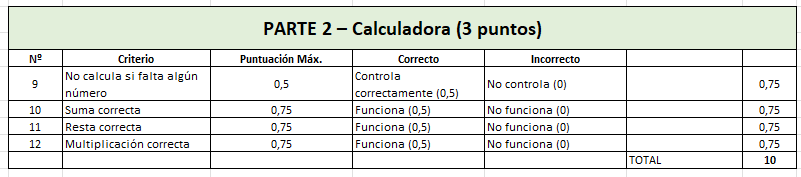 PARTE 2 – Calculadora (3 puntos)
Nº Criterio Puntuación Máx. Correcto Incorrecto
9 No calcula si falta algún número 0,5 Controla correctamente (0,5) No controla (0) 0,75
10 Suma correcta 0,75 Funciona (0,5) No funciona (0) 0,75
11 Resta correcta 0,75 Funciona (0,5) No funciona (0) 0,75
12 Multiplicación correcta 0,75 Funciona (0,5) No funciona (0) 0,75
TOTAL 10